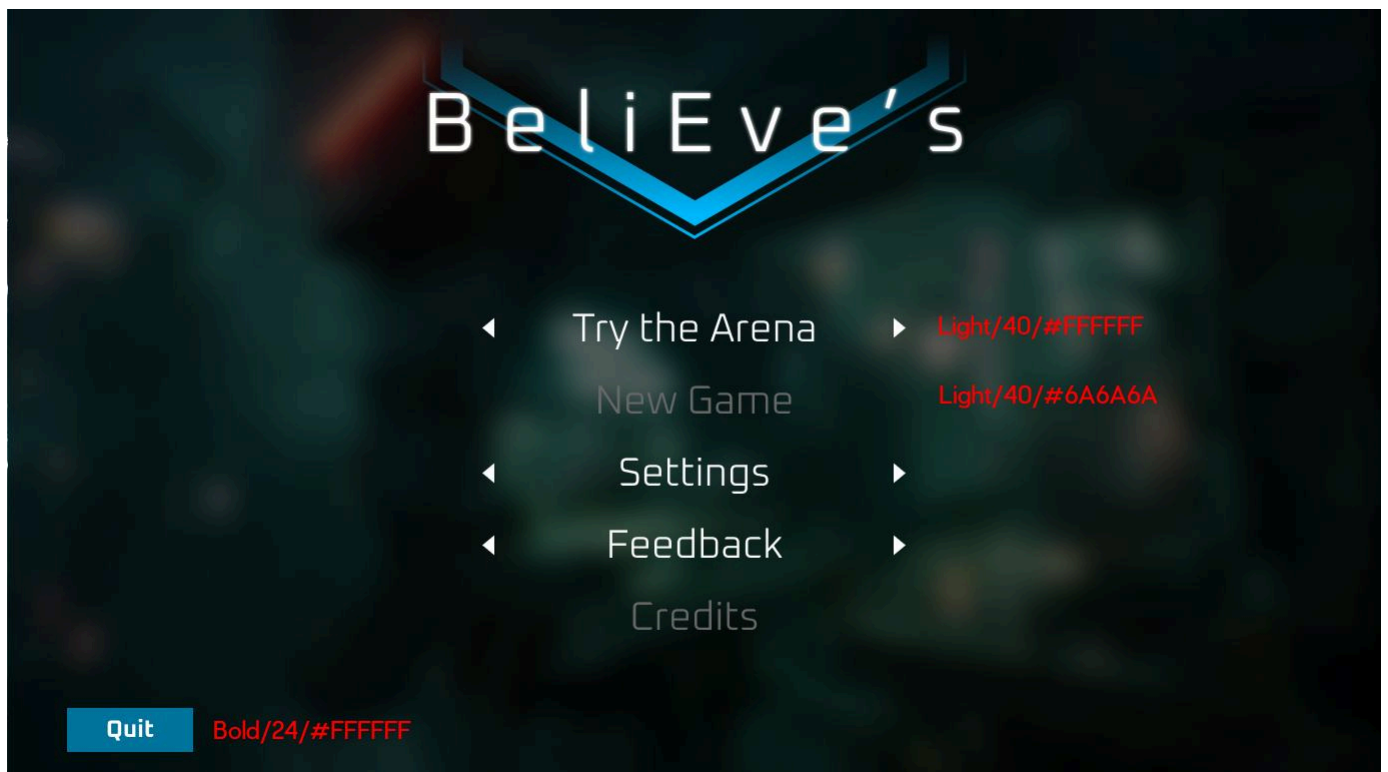 BeliEve's
Try the Arena Light/40/#FFFFFF
New Game Light/40/#6A6A6A
Settings
Feedback
Credits
Quit Bold/24/#FFFFFF